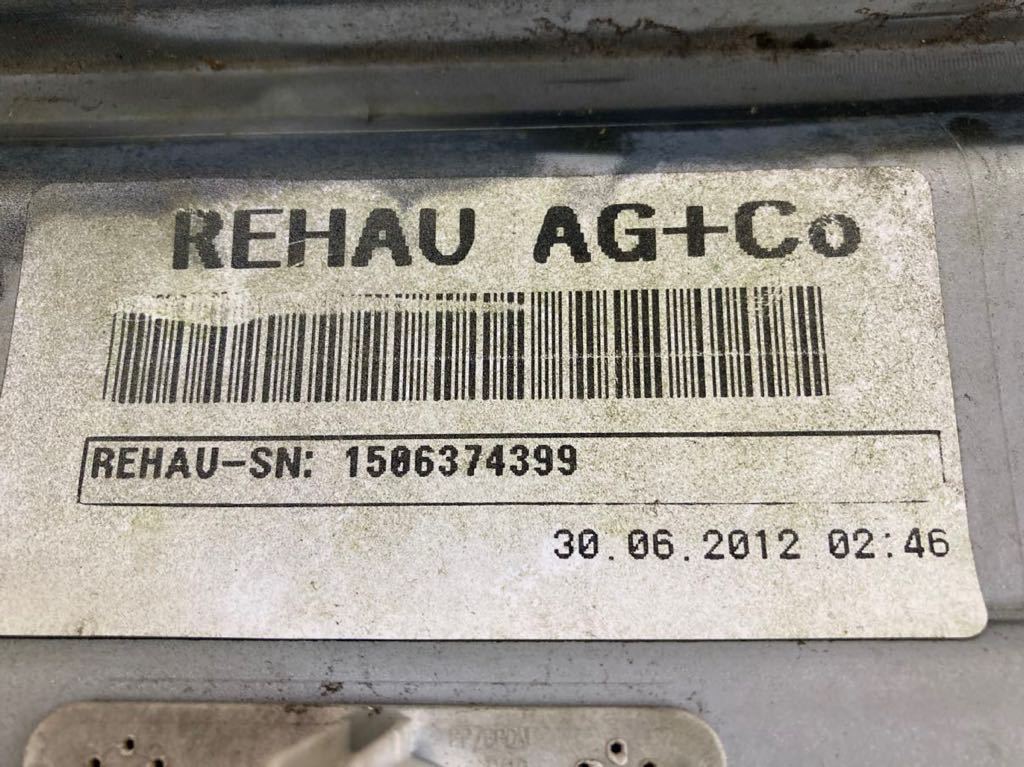 REHAU AG+Co
REHAU-SN: 1506374399
30.06.2012 02:46